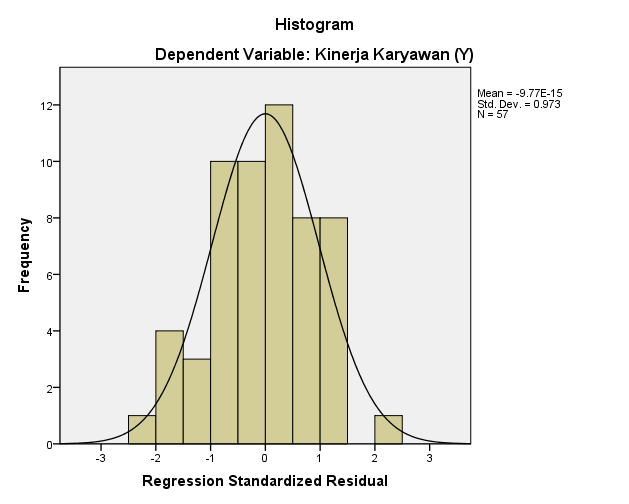 Histogram
Dependent Variable: Kinerja Karyawan (Y)
Mean = -9.77E-15
Std. Dev. = 0.973
N = 57
Frequency
12
10
8
6
4
2
0
-3
-2
-1
0
1
2
3
Regression Standardized Residual